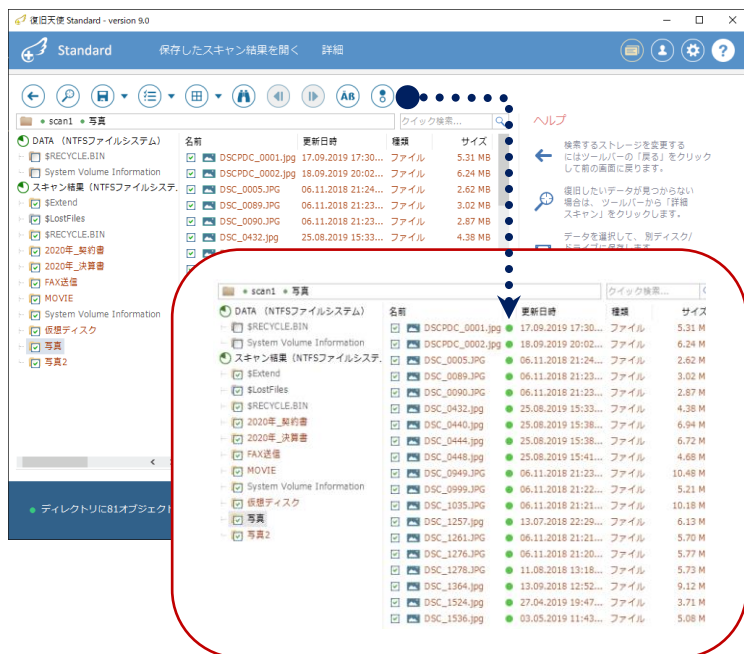 復旧天使 Standard - version 9.0
Standard 保存したスキャン結果を開く 詳細
scan1 写真 クイック検索...
ヘルプ
検索するストレージを変更する
にはツールバーの「戻る」をクリック
して前の画面に戻ります。
復旧したいデータが見つからない
場合は、 ツールバーから「詳細
スキャン」をクリックします。
データを選択して、 別ディスク/
DATA (NTFSファイルシステム)
$RECYCLE.BIN
System Volume Information
スキャン結果 (NTFSファイルシステ.
$Extend
$LostFiles
$RECYCLE.BIN
2020年_契約書
2020年_決算書
FAX送信
MOVIE
System Volume Information
仮想ディスク
写真
写真2
名前 更新日時 種類 サイズ
DSCPDC_0001.jpg 17.09.2019 17:30... ファイル 5.31 MB
DSCPDC_0002.jpg 18.09.2019 20:02... ファイル 6.24 MB
DSC_0005.JPG 06.11.2018 21:24... ファイル 2.62 MB
DSC_0089.JPG 06.11.2018 21:23... ファイル 3.02 MB
DSC_0090.JPG 06.11.2018 21:23... ファイル 2.87 MB
DSC_0432.jpg 25.08.2019 15:33... ファイル 4.38 MB
ディレクトリに81オブジェクト
scan1 写真 クイック検索...
DATA (NTFSファイルシステム)
$RECYCLE.BIN
System Volume Information
スキャン結果 (NTFSファイルシステ.
$Extend
$LostFiles
$RECYCLE.BIN
2020年_契約書
2020年_決算書
FAX送信
MOVIE
System Volume Information
仮想ディスク
写真
写真2
名前 更新日時 種類 サイズ
DSCPDC_0001.jpg 17.09.2019 17:30... ファイル 5.31 M
DSCPDC_0002.jpg 18.09.2019 20:02... ファイル 6.24 M
DSC_0005.JPG 06.11.2018 21:24... ファイル 2.62 M
DSC_0089.JPG 06.11.2018 21:23... ファイル 3.02 M
DSC_0090.JPG 06.11.2018 21:23... ファイル 2.87 M
DSC_0432.jpg 25.08.2019 15:33... ファイル 4.38 M
DSC_0440.jpg 25.08.2019 15:38... ファイル 6.94 M
DSC_0444.jpg 25.08.2019 15:38... ファイル 6.72 M
DSC_0448.jpg 25.08.2019 15:41... ファイル 4.68 M
DSC_0949.JPG 06.11.2018 21:23... ファイル 10.48 M
DSC_0999.JPG 06.11.2018 21:22... ファイル 5.21 M
DSC_1035.JPG 06.11.2018 21:21... ファイル 10.18 M
DSC_1257.jpg 13.07.2018 22:29... ファイル 6.13 M
DSC_1261.JPG 06.11.2018 21:21... ファイル 5.70 M
DSC_1276.JPG 06.11.2018 21:20... ファイル 5.77 M
DSC_1278.JPG 11.08.2018 13:18... ファイル 5.73 M
DSC_1364.jpg 13.09.2018 12:52... ファイル 9.12 M
DSC_1524.jpg 27.04.2019 19:47... ファイル 3.71 M
DSC_1536.jpg 03.05.2019 11:43... ファイル 5.08 M